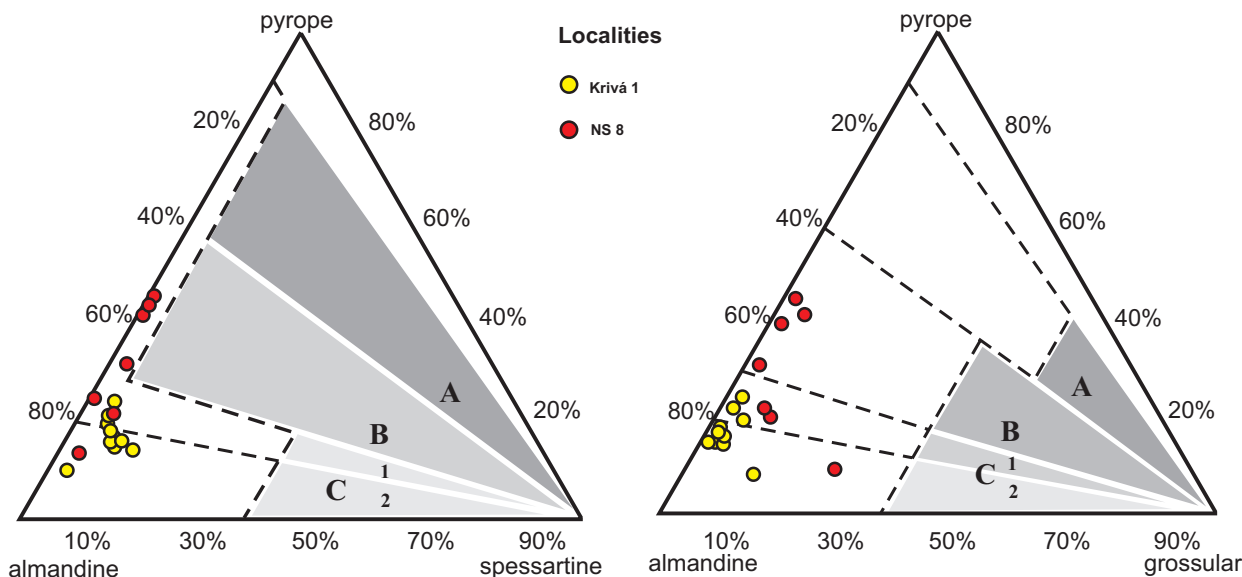 pyrope
20%
80%
40%
60%
60%
40%
80%
20%
A
B
1
C
2
10%
30%
50%
70%
90%
almandine
spessartine
Localities
Krivá 1
NS 8
pyrope
20%
80%
40%
60%
60%
40%
80%
20%
A
B
1
C
2
10%
30%
50%
70%
90%
almandine
grossular